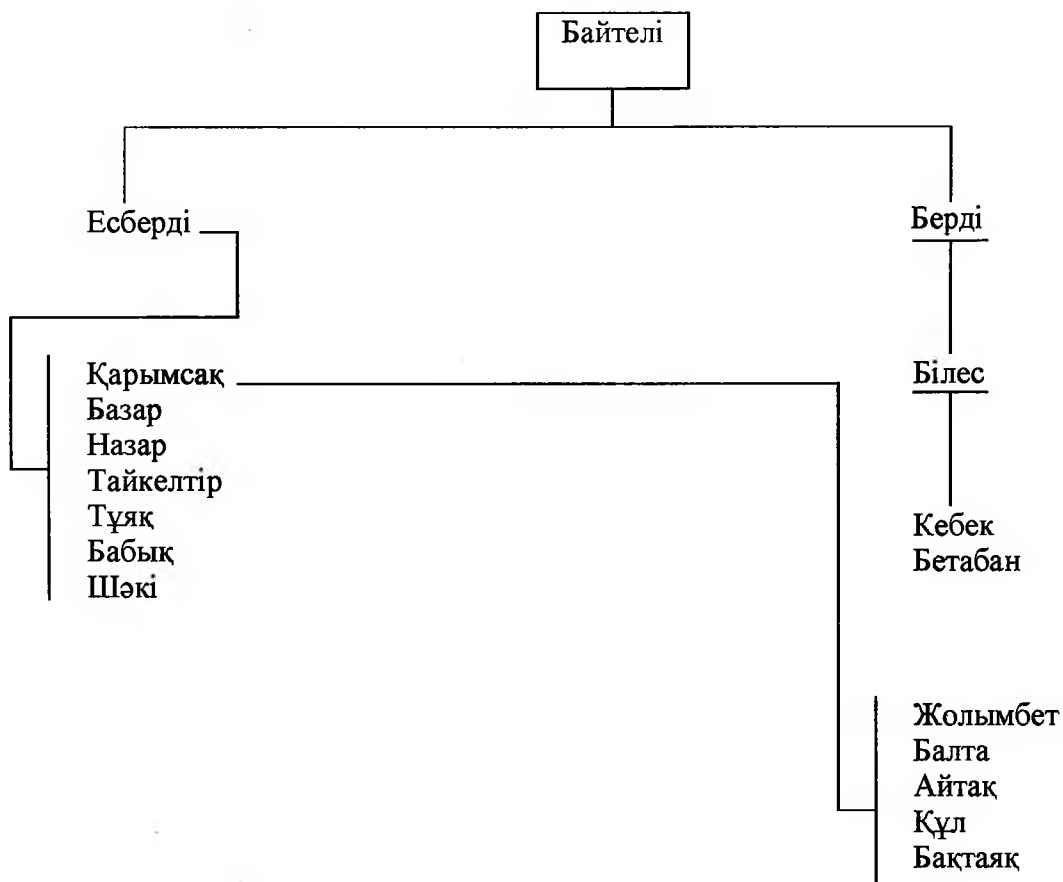 Байтелі
Есберді
Берді
Қарымсақ
Базар
Назар
Тайкелтір
Тұяқ
Бабық
Шәкі
Білес
Кебек
Бетабан
Жолымбет
Балта
Айтақ
Құл
Бақтаяқ